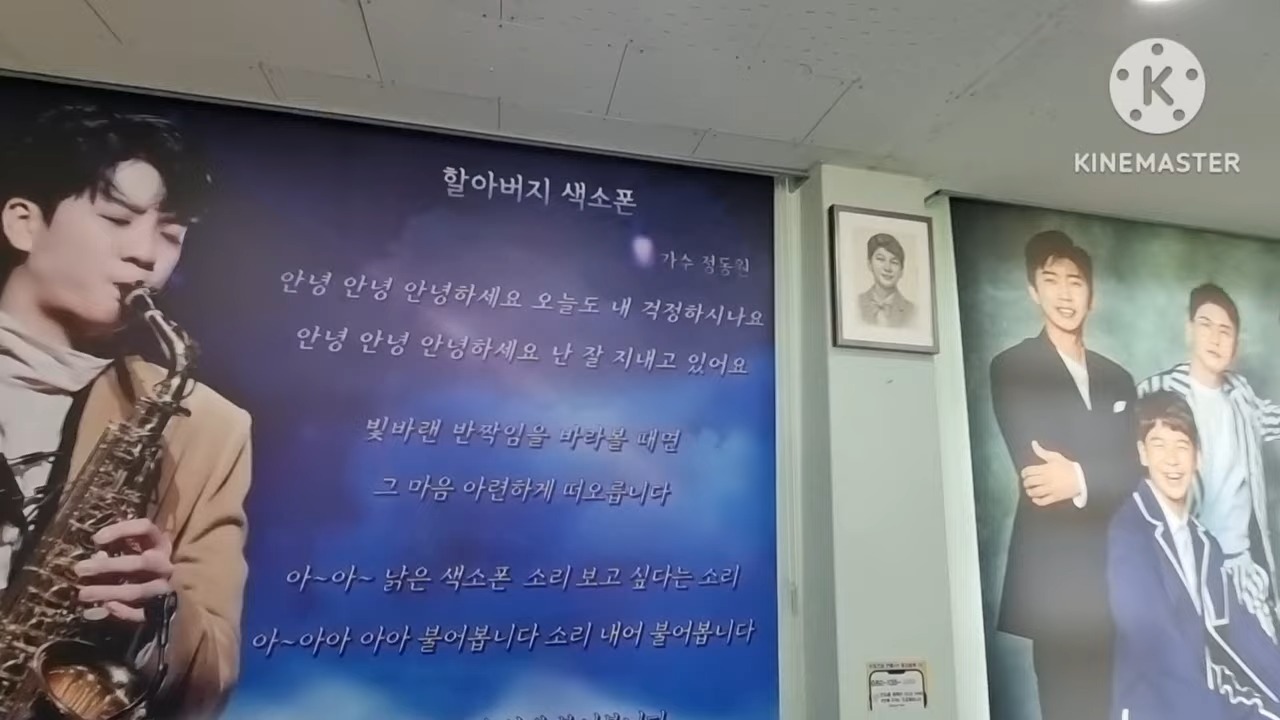 할아버지 색소폰
가수 정동원
안녕 안녕 안녕하세요 오늘도 내 걱정하시나요
안녕 안녕 안녕하세요 난 잘 지내고 있어요
빛바랜 반짝임을 바라볼 때면
그 마음 아련하게 떠오릅니다
아~아~ 낡은 색소폰 소리 보고 싶다는 소리
아~아아 아아 불어봅니다 소리 내어 불어봅니다
KINEMASTER